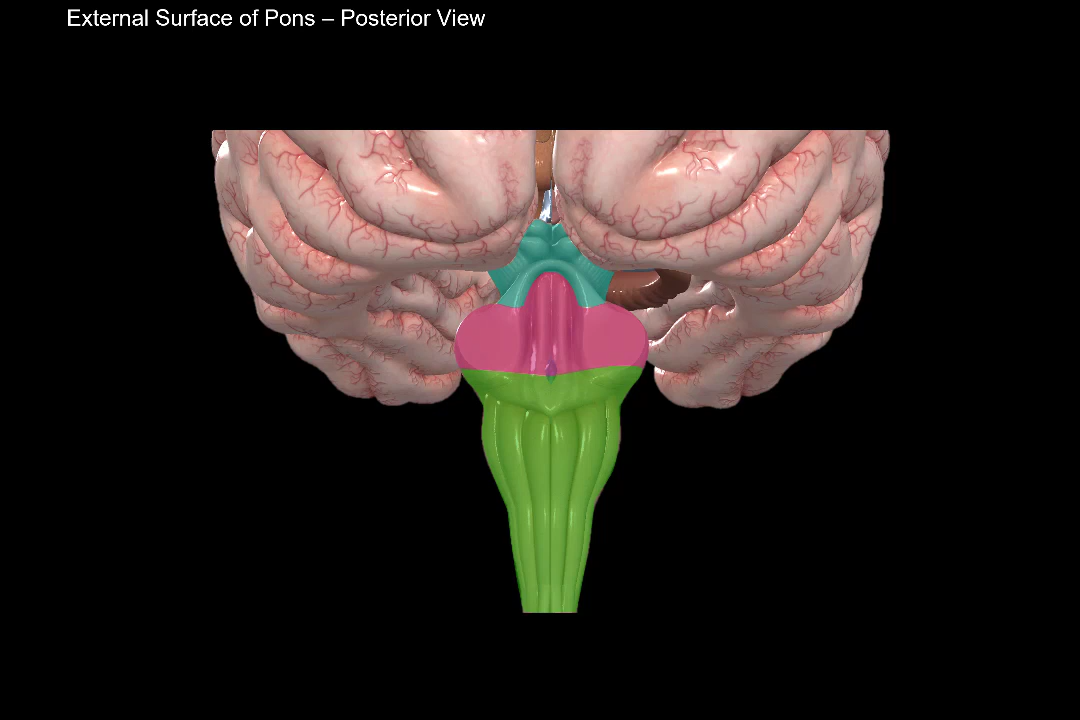 External Surface of Pons – Posterior View